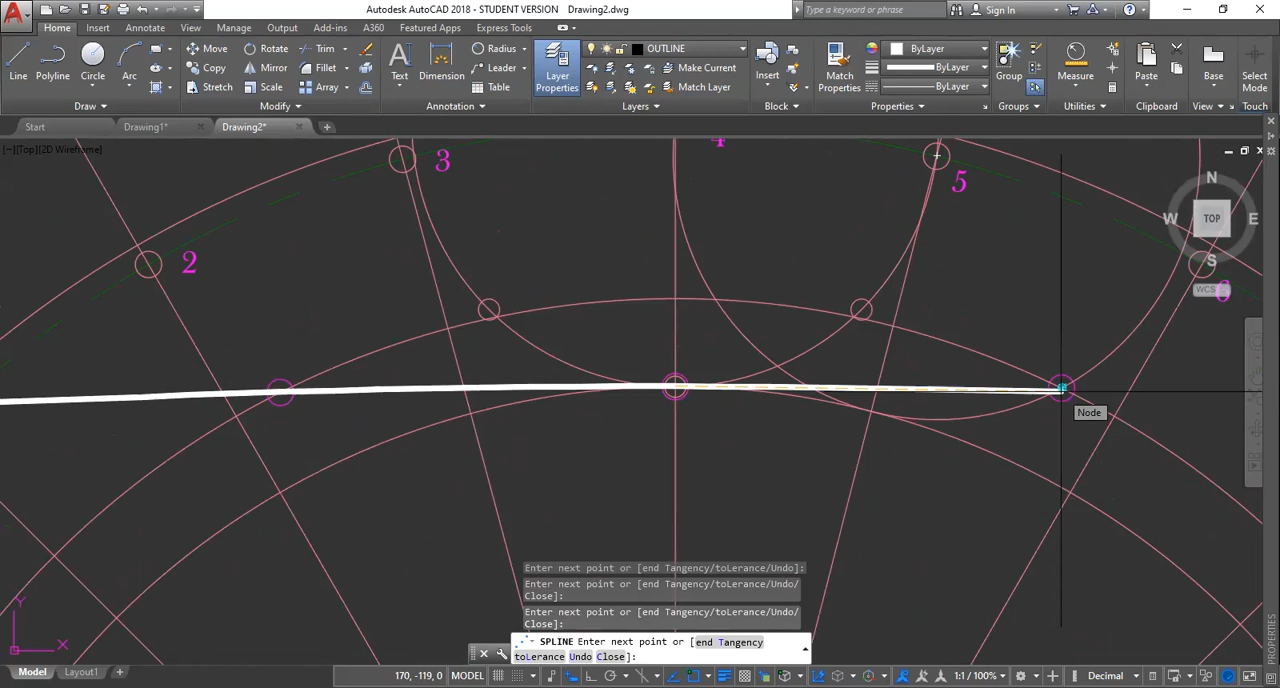 Autodesk AutoCAD 2018 - STUDENT VERSION Drawing2.dwg
Type a keyword or phrase
Sign In
Home Insert Annotate View Manage Output Add-ins A360 Featured Apps Express Tools
Line Polyline Circle Arc
Move Rotate Trim
Copy Mirror Fillet
Stretch Scale Array
Text Dimension
Radius
Leader
Table
Layer Properties
OUTLINE
Make Current
Match Layer
Insert
Match Properties
ByLayer
ByLayer
ByLayer
Group
Measure
Paste
Base
Select Mode
Draw Modify Annotation Layers Block Properties Groups Utilities Clipboard View Touch
Start Drawing1* Drawing2*
[−][Top][2D Wireframe]
2
3
4
5
6
N
W TOP E
S
WCS
Node
Enter next point or [end Tangency/toLerance/Undo]:
Enter next point or [end Tangency/toLerance/Undo/
Close]:
Enter next point or [end Tangency/toLerance/Undo/
Close]:
SPLINE Enter next point or [end Tangency
toLerance Undo Close]:
Y
X
PROPERTIES
Model Layout1
170, -119, 0 MODEL 1:1 / 100% Decimal